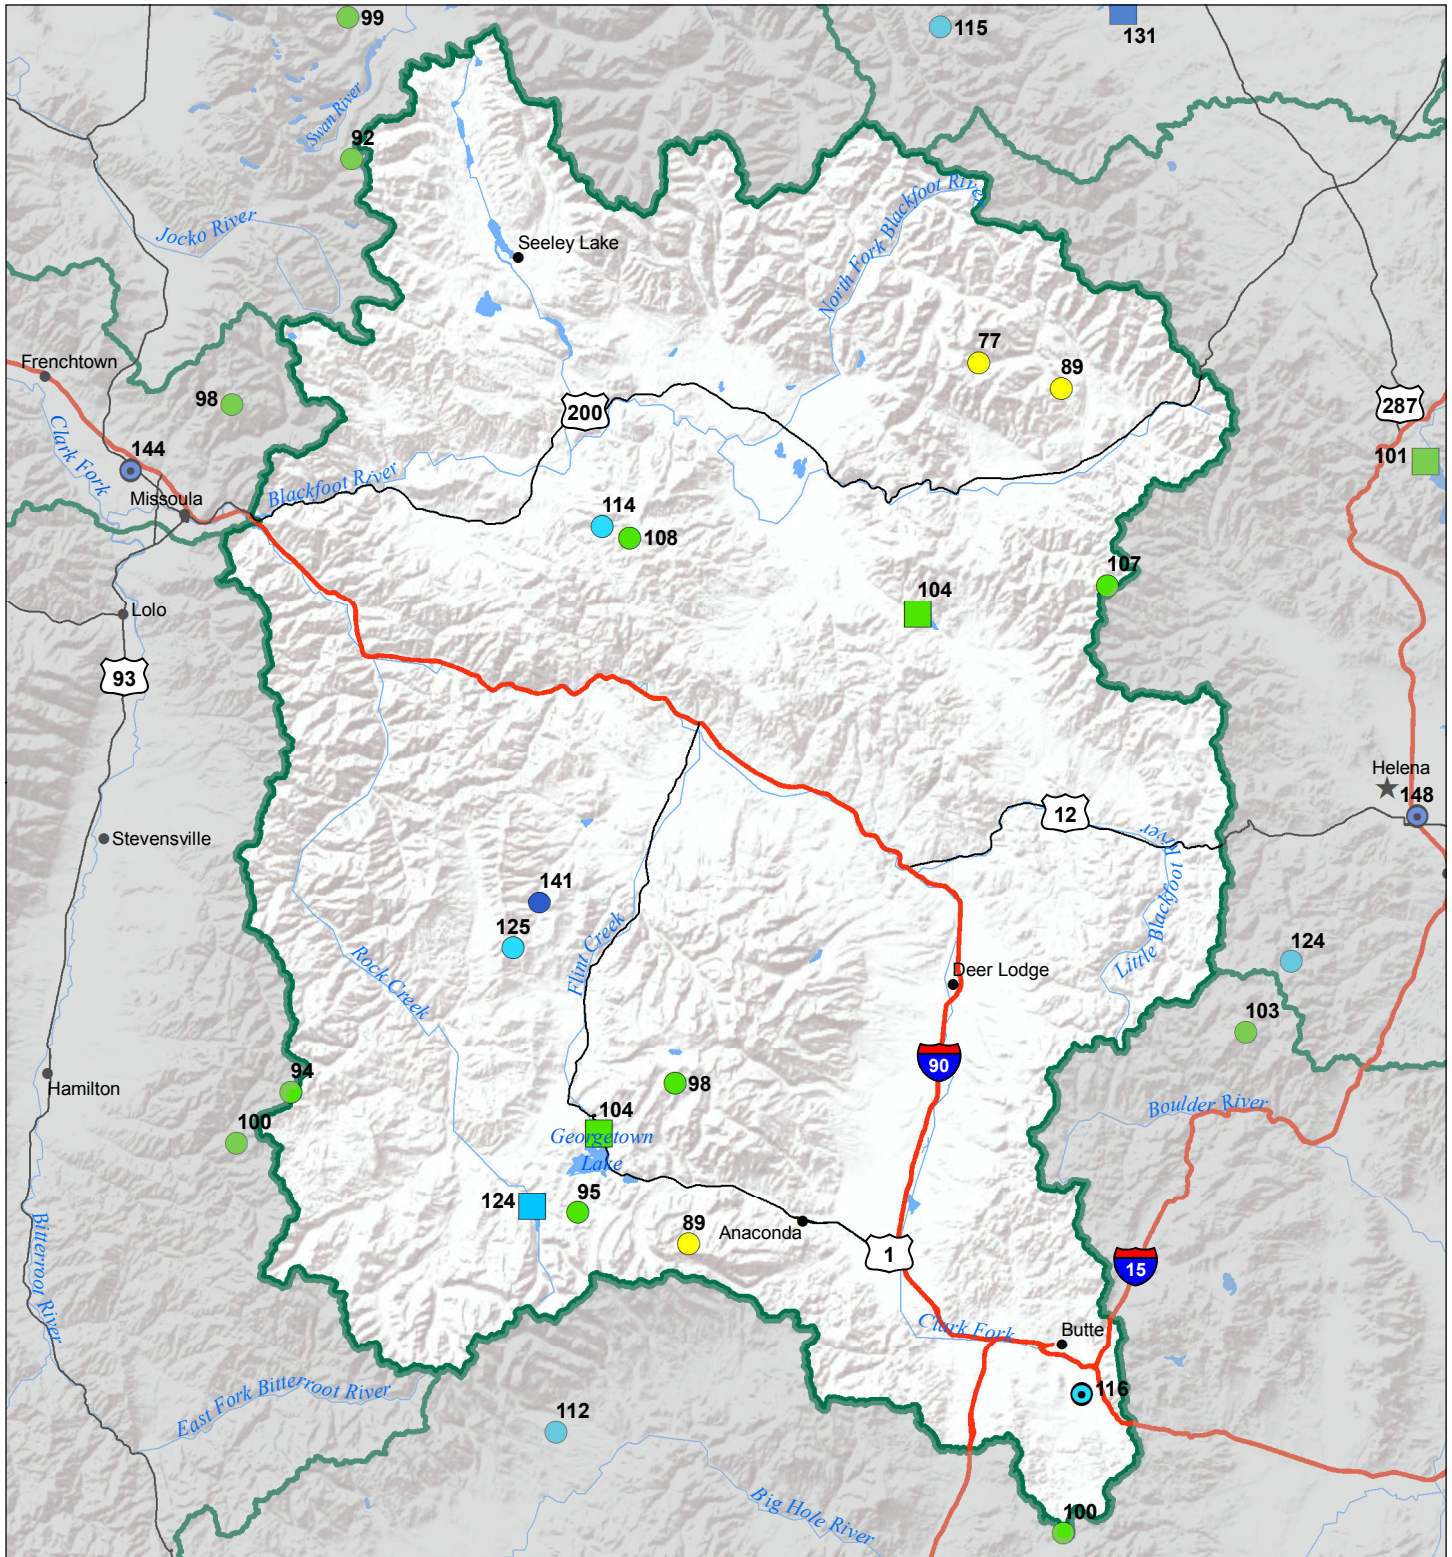 99
115
131
Swan River
92
Jocko River
North Fork Blackfoot River
Seeley Lake
Frenchtown
77
89
98
200
287
Clark Fork
144
101
Blackfoot River
Missoula
114
108
107
104
Lolo
93
Helena
148
12
Stevensville
Little Blackfoot River
141
125
Flint Creek
Rock Creek
124
Deer Lodge
103
90
98
94
Hamilton
Boulder River
104
100
Georgetown
Lake
124
95
89
Anaconda
1
15
Bitterroot River
Clark Fork
Butte
116
East Fork Bitterroot River
112
Big Hole River
100